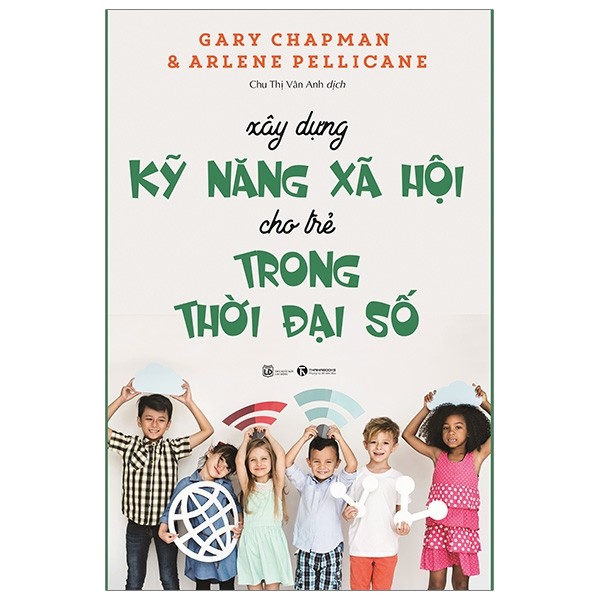 GARY CHAPMAN
& ARLENE PELLICANE
Chu Thị Vân Anh dịch
xây dựng
KỸ NĂNG XÃ HỘI
cho trẻ
TRONG
THỜI ĐẠI SỐ
THAIHABOOKS